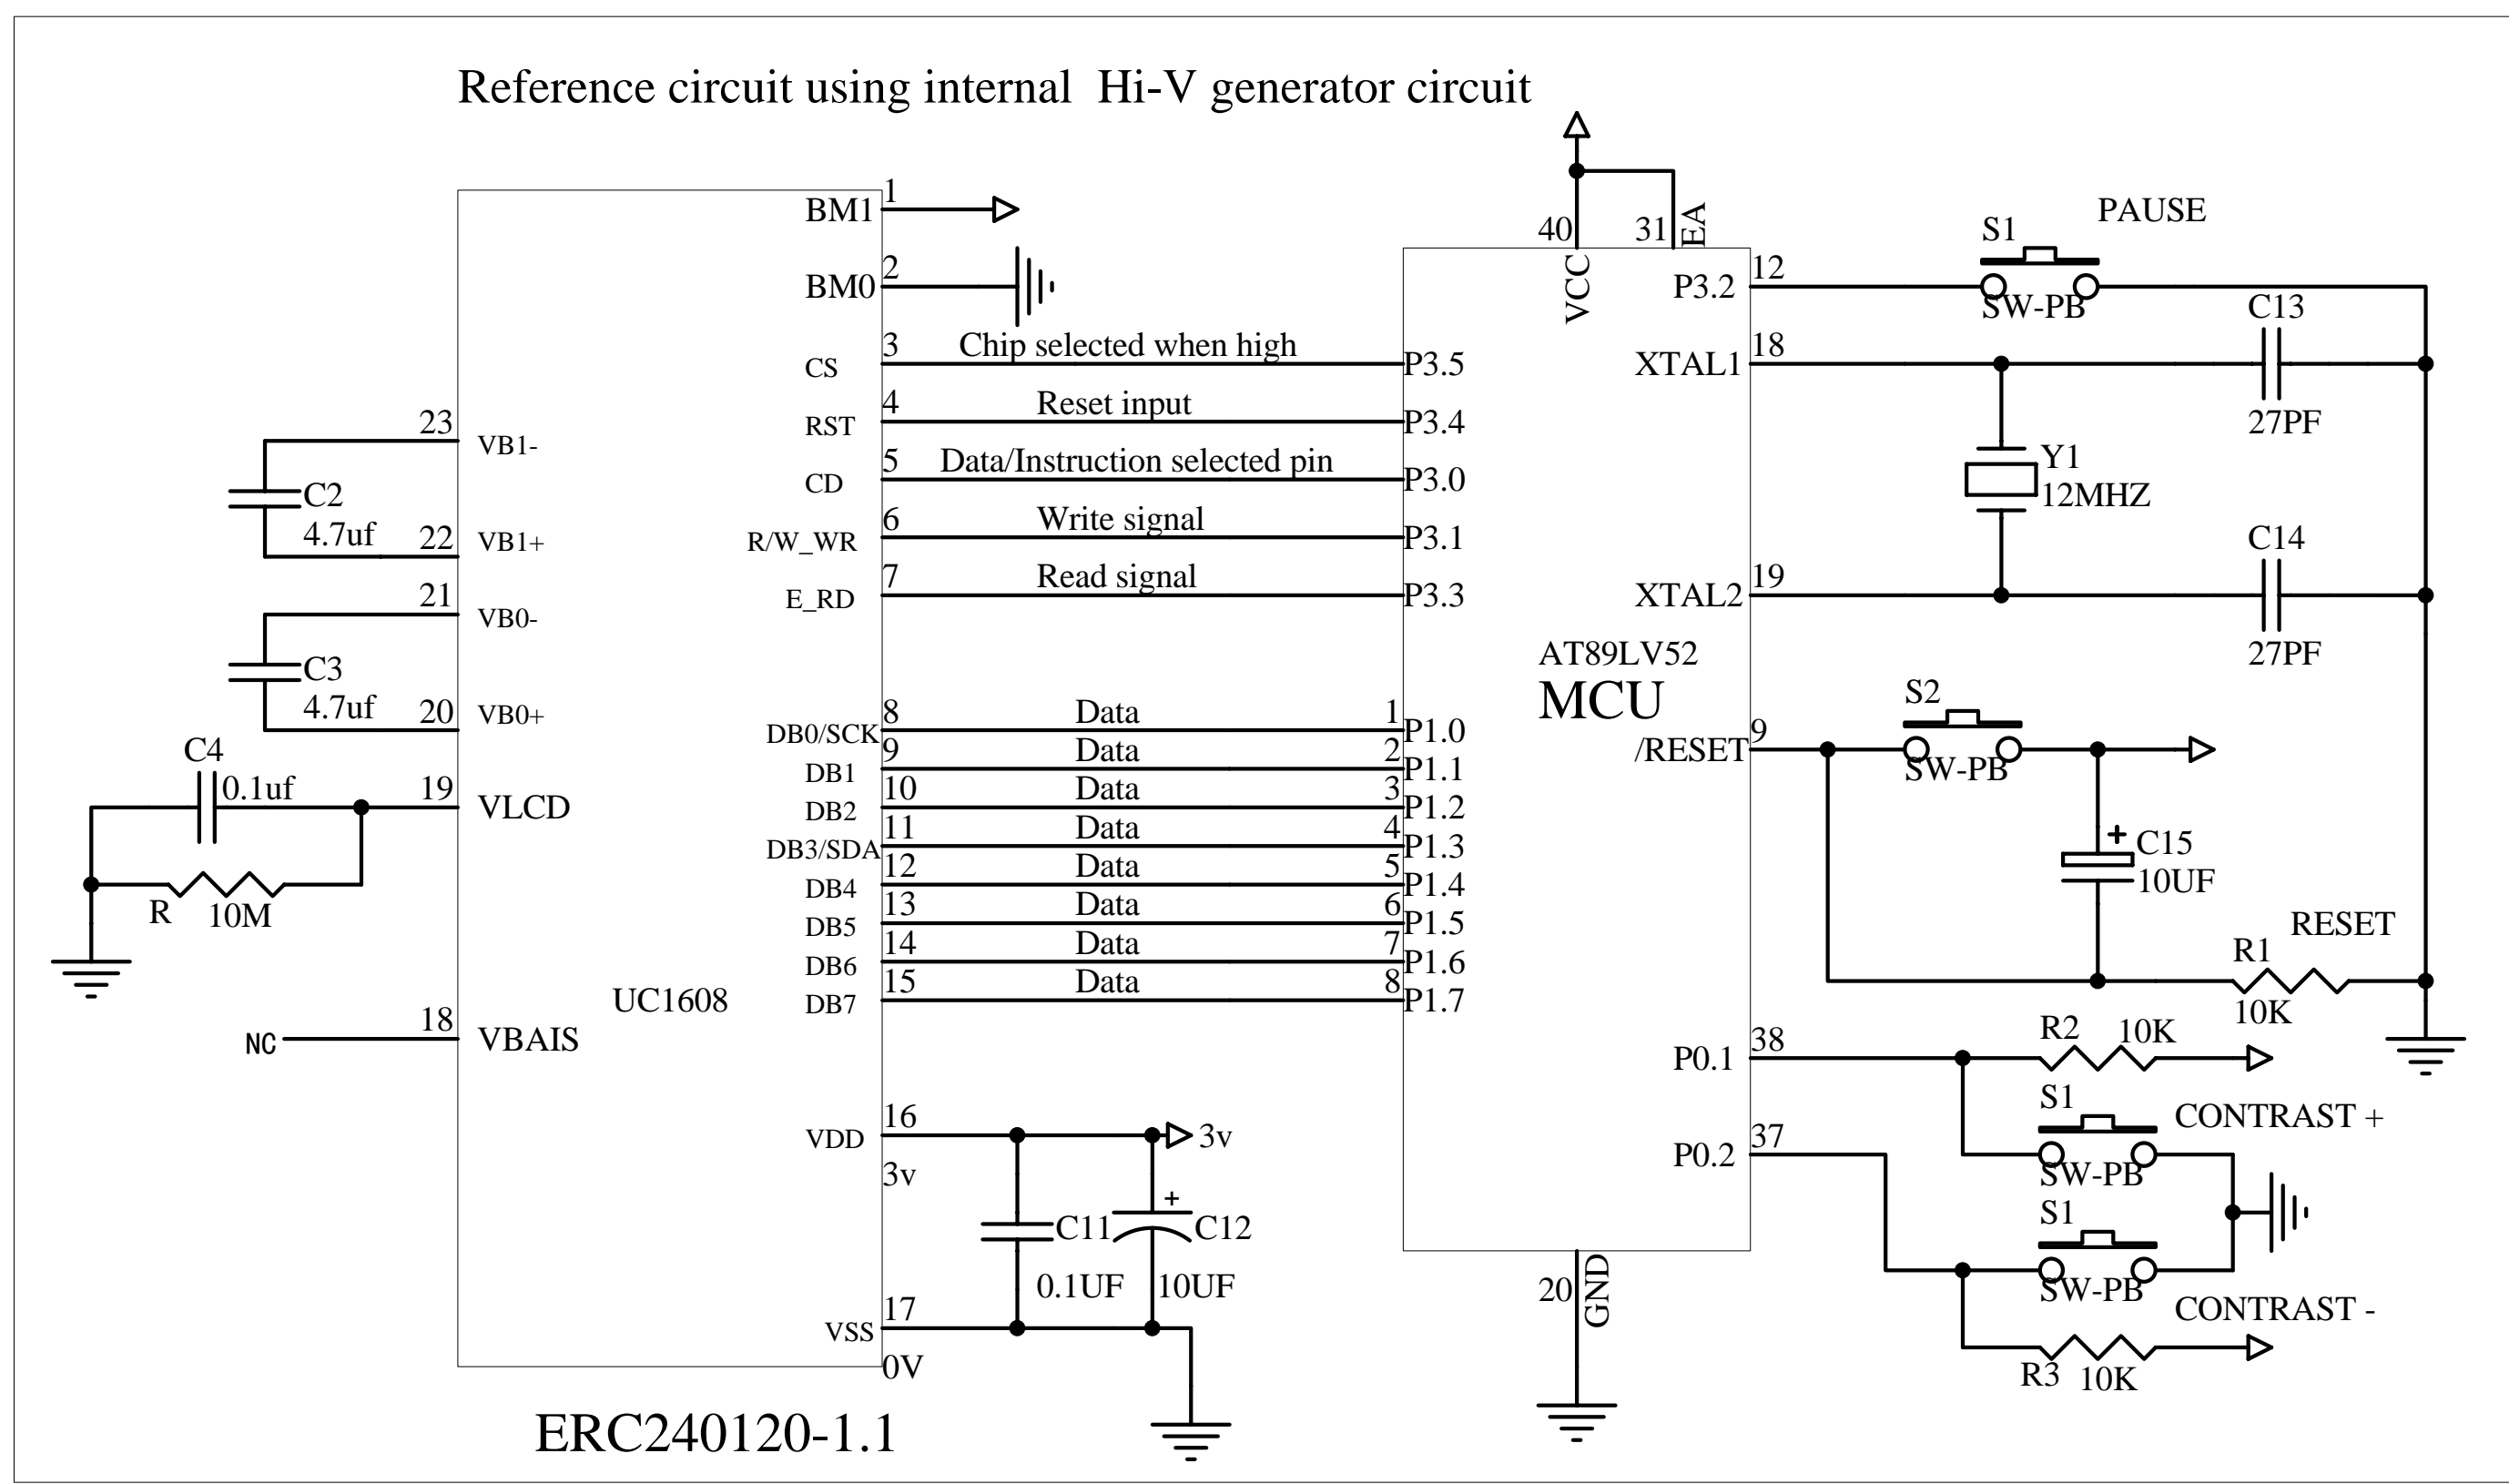 Reference circuit using internal  Hi-V generator circuit
BM1 1
BM0 2
CS 3 Chip selected when high P3.5
RST 4 Reset input P3.4
CD 5 Data/Instruction selected pin P3.0
R/W_WR 6 Write signal P3.1
E_RD 7 Read signal P3.3
DB0/SCK 8 Data 1 P1.0
DB1 9 Data 2 P1.1
DB2 10 Data 3 P1.2
DB3/SDA 11 Data 4 P1.3
DB4 12 Data 5 P1.4
DB5 13 Data 6 P1.5
DB6 14 Data 7 P1.6
DB7 15 Data 8 P1.7
VDD 16 3v
3v
C11
0.1UF
C12
+
10UF
VSS 17
0V
23 VB1-
C2
4.7uf
22 VB1+
21 VB0-
C3
4.7uf
20 VB0+
C4
0.1uf
19 VLCD
R 10M
NC 18 VBAIS
UC1608
ERC240120-1.1
40 VCC
31 EA
AT89LV52
MCU
20 GND
P3.2 12
S1
SW-PB
PAUSE
XTAL1 18
C13
27PF
Y1
12MHZ
XTAL2 19
C14
27PF
/RESET 9
S2
SW-PB
+
C15
10UF
RESET
R1
10K
P0.1 38
R2 10K
S1
SW-PB
CONTRAST +
P0.2 37
S1
SW-PB
CONTRAST -
R3 10K